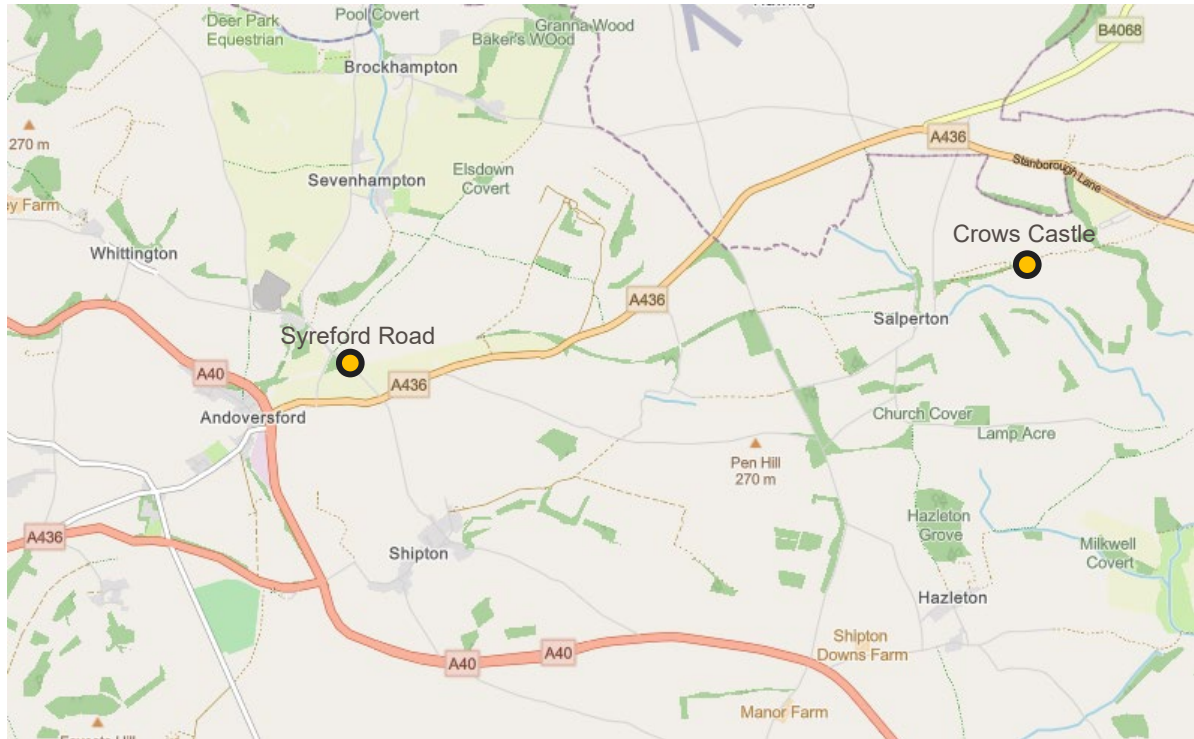 Deer Park
Equestrian
Pool Covert
Granna Wood
Baker's WOod
B4068
Brockhampton
270 m
A436
Elsdown
Covert
Sevenhampton
Stanborough Lane
ey Farm
Whittington
Crows Castle
A436
Salperton
Syreford Road
A40
A436
Andoversford
Church Cover
Lamp Acre
Pen Hill
270 m
Hazleton
Grove
A436
Shipton
Milkwell
Covert
Hazleton
Shipton
Downs Farm
A40
A40
Manor Farm